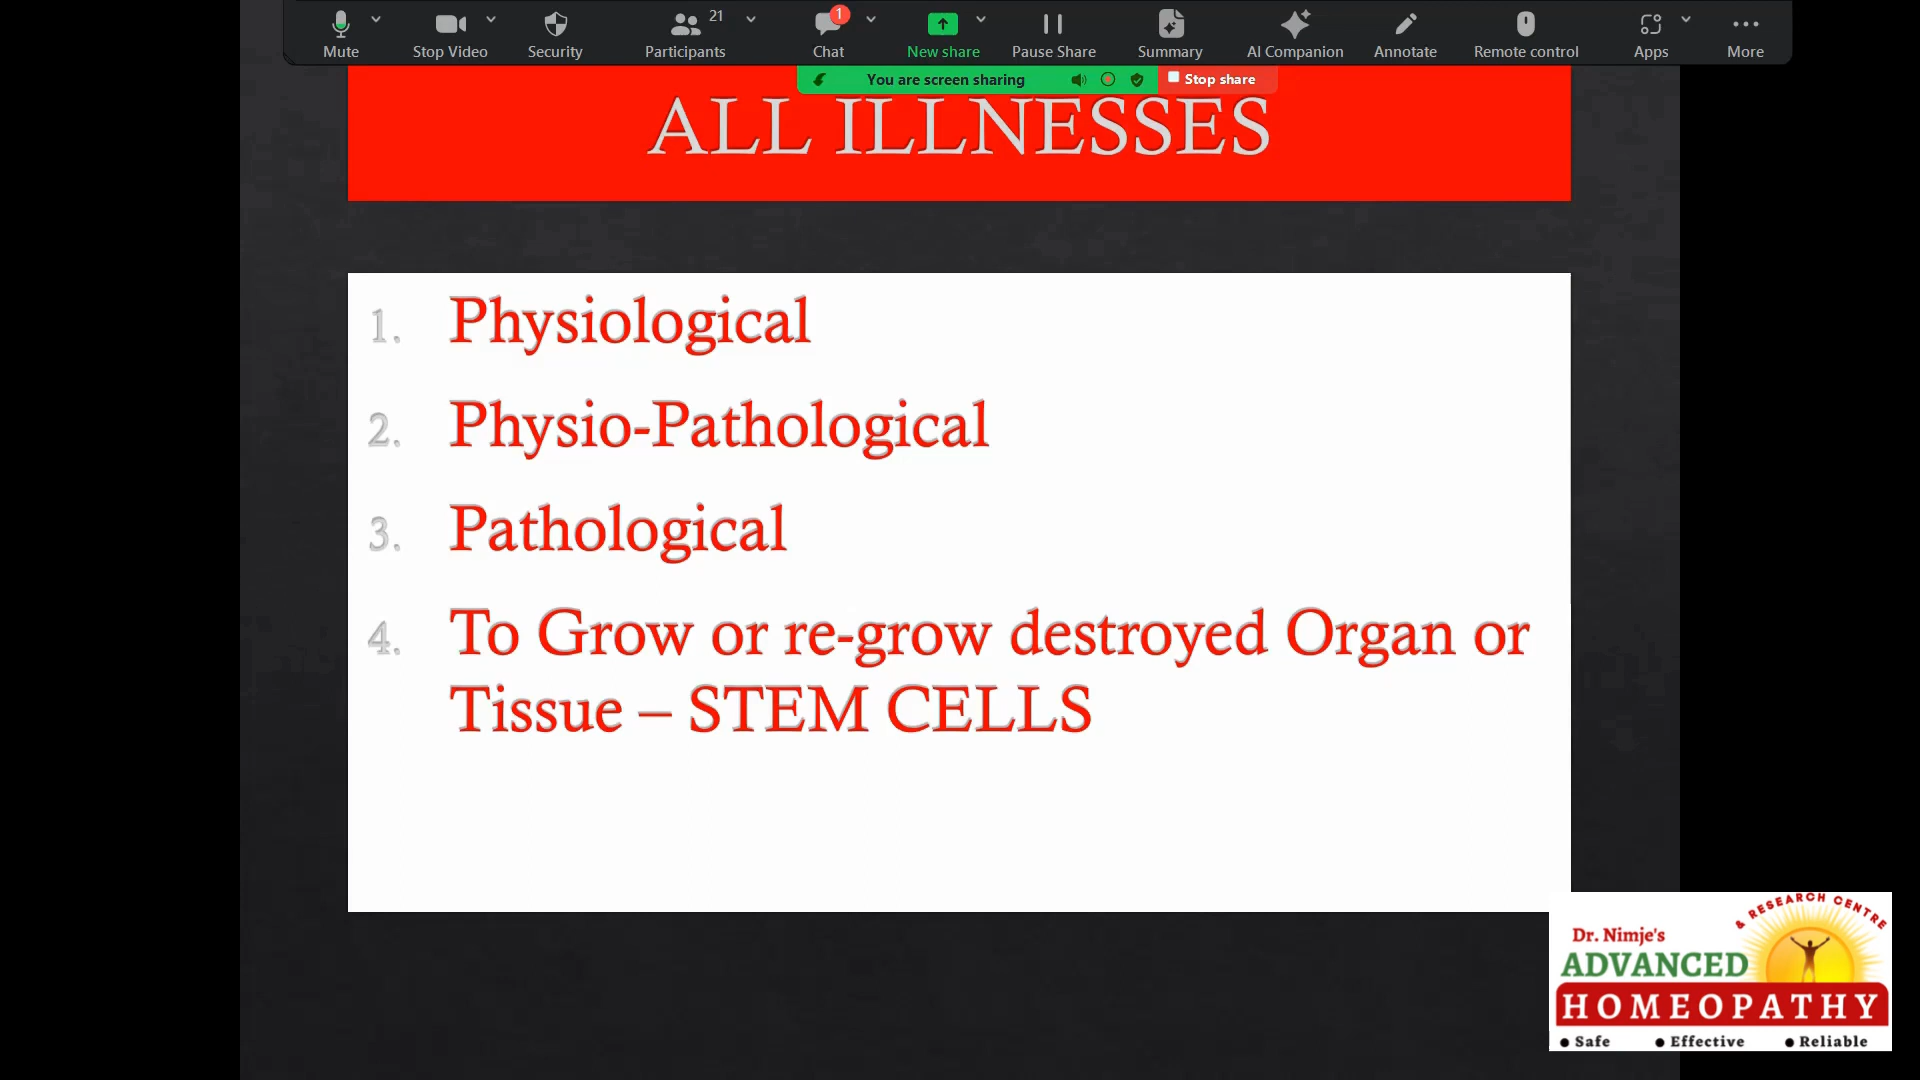 Mute
Stop Video
Security
Participants
21
Chat
1
New share
Pause Share
Summary
AI Companion
Annotate
Remote control
Apps
More
You are screen sharing
Stop share
ALL ILLNESSES
1. Physiological
2. Physio-Pathological
3. Pathological
4. To Grow or re-grow destroyed Organ or
Tissue – STEM CELLS
& RESEARCH CENTRE
Dr. Nimje's
ADVANCED
HOMEOPATHY
● Safe ● Effective ● Reliable